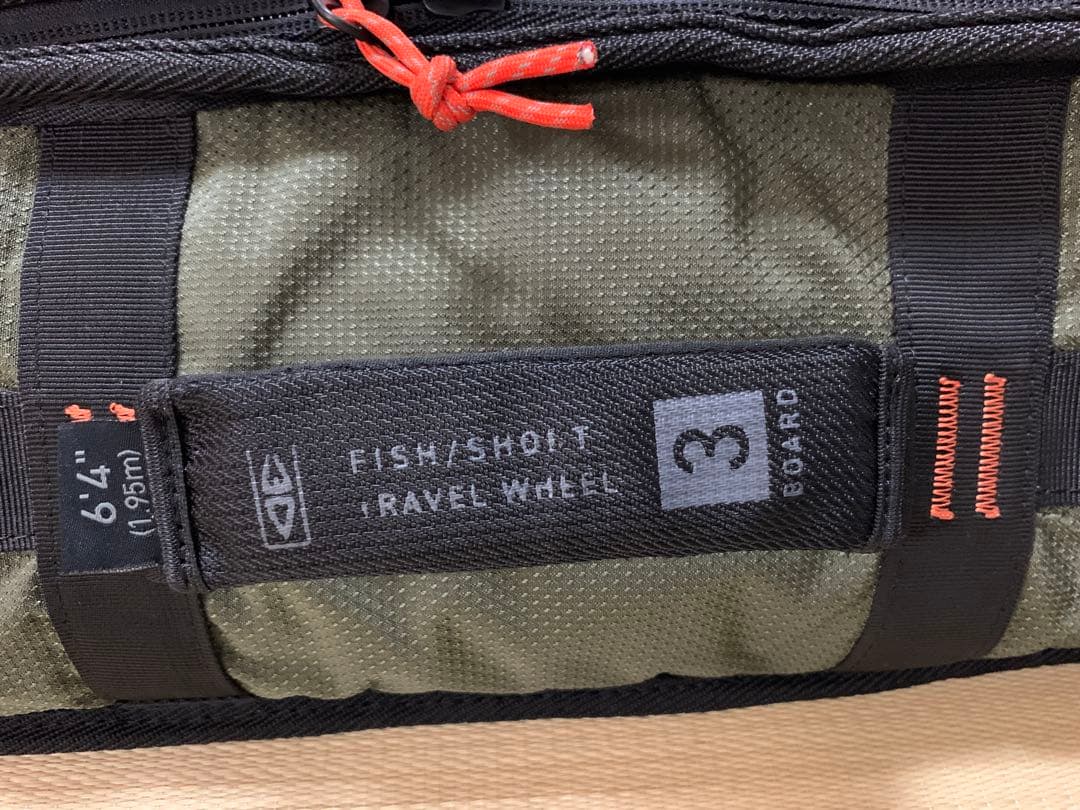 6'4"
(1.95m)
FISH/SHORT
TRAVEL WHEEL
3
BOARD